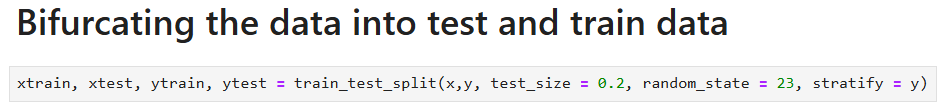 Bifurcating the data into test and train data
xtrain, xtest, ytrain, ytest = train_test_split(x,y, test_size = 0.2, random_state = 23, stratify = y)